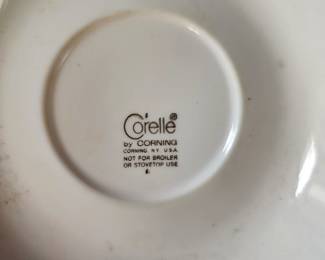 Corelle®
by CORNING
CORNING, N.Y. U.S.A.
NOT FOR BROILER
OR STOVETOP USE